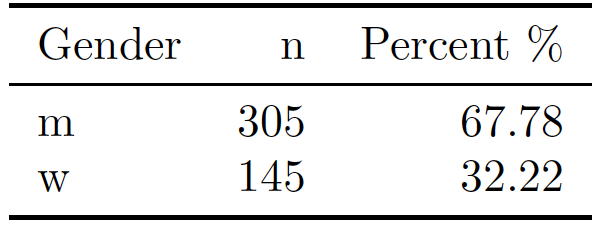 Gender n Percent %
m 305 67.78
w 145 32.22